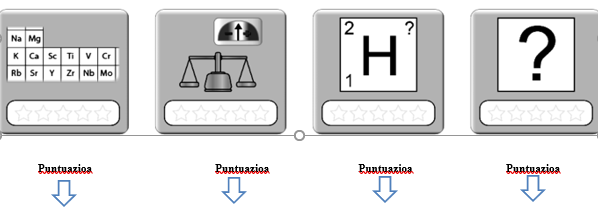 Na Mg
K Ca Sc Ti V Cr
Rb Sr Y Zr Nb Mo
2 ?
H
1
?
Puntuazioa Puntuazioa Puntuazioa Puntuazioa